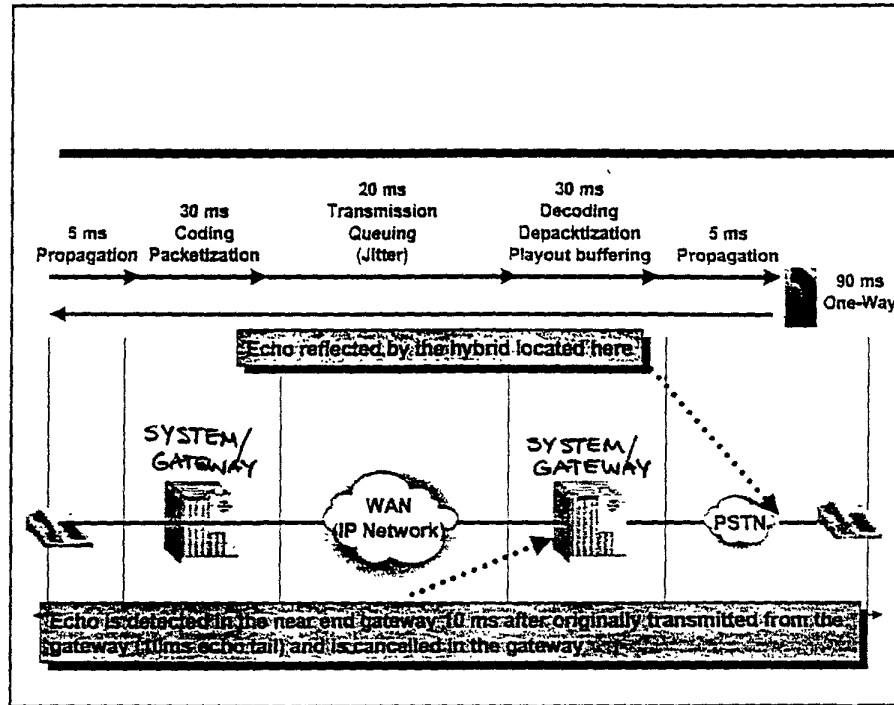 20 ms
30 ms
30 ms
Transmission
Decoding
5 ms
Coding
Queuing
Depacktization
5 ms
Propagation
Packetization
(Jitter)
Playout buffering
Propagation
90 ms
One-Way
Echo reflected by the hybrid located here
SYSTEM/
GATEWAY
SYSTEM/
GATEWAY
WAN
(IP Network)
PSTN
Echo is detected in the near end gateway 10 ms after originally transmitted from the
gateway (10ms echo tail) and is cancelled in the gateway